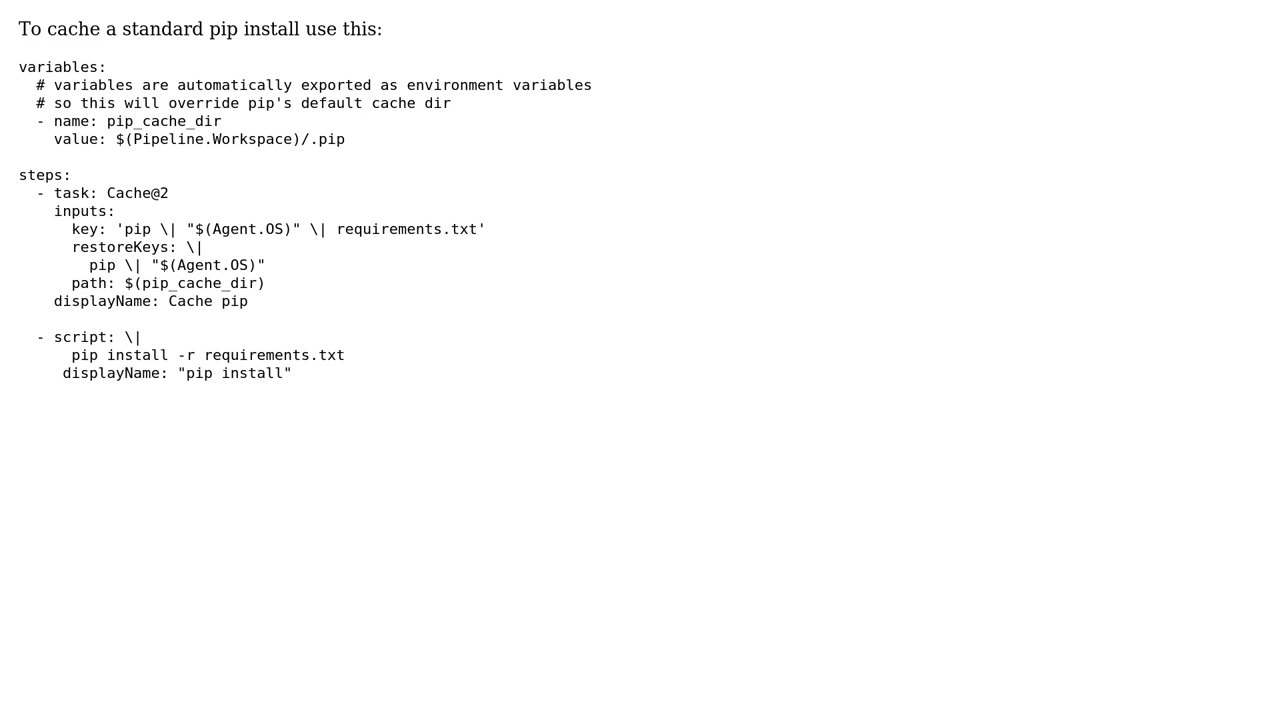 To cache a standard pip install use this:

variables:
  # variables are automatically exported as environment variables
  # so this will override pip's default cache dir
  - name: pip_cache_dir
    value: $(Pipeline.Workspace)/.pip

steps:
  - task: Cache@2
    inputs:
      key: 'pip \| "$(Agent.OS)" \| requirements.txt'
      restoreKeys: \|
        pip \| "$(Agent.OS)"
      path: $(pip_cache_dir)
    displayName: Cache pip

  - script: \|
      pip install -r requirements.txt
     displayName: "pip install"